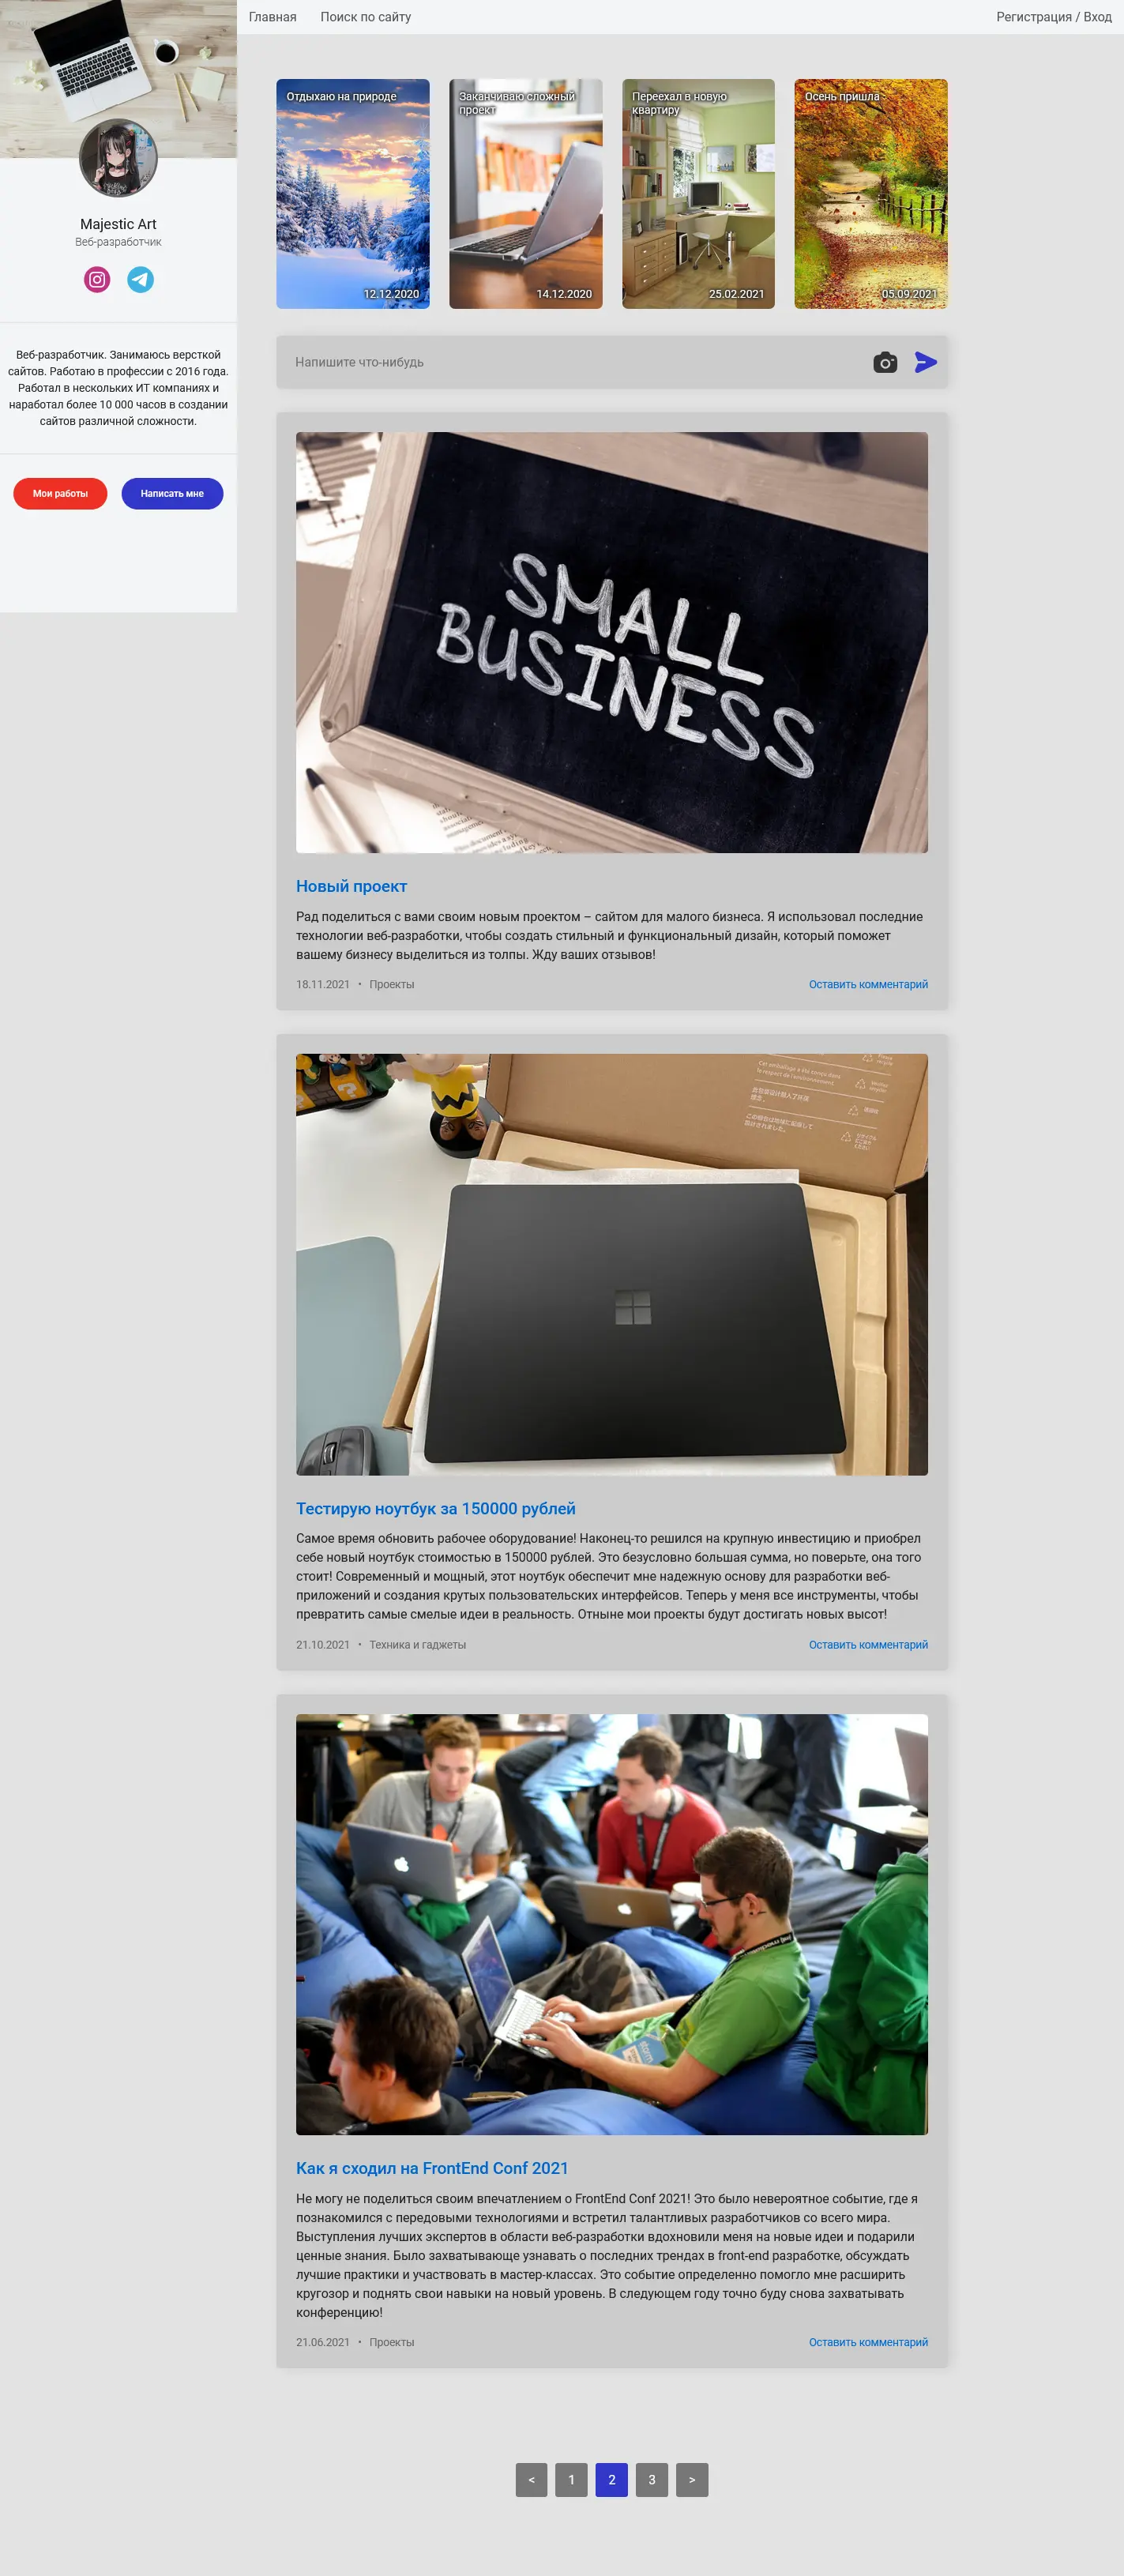 Главная
Поиск по сайту
Регистрация / Вход
Majestic Art
Веб-разработчик
Веб-разработчик. Занимаюсь версткой
сайтов. Работаю в профессии с 2016 года.
Работал в нескольких ИТ компаниях и
наработал более 10 000 часов в создании
сайтов различной сложности.
Мои работы
Написать мне
Отдыхаю на природе
12.12.2020
Заканчиваю сложный
проект
14.12.2020
Переехал в новую
квартиру
25.02.2021
Осень пришла
05.09.2021
Напишите что-нибудь
SMALL
BUSINESS
Новый проект
Рад поделиться с вами своим новым проектом – сайтом для малого бизнеса. Я использовал последние
технологии веб-разработки, чтобы создать стильный и функциональный дизайн, который поможет
вашему бизнесу выделиться из толпы. Жду ваших отзывов!
18.11.2021 • Проекты
Оставить комментарий
Тестирую ноутбук за 150000 рублей
Самое время обновить рабочее оборудование! Наконец-то решился на крупную инвестицию и приобрел
себе новый ноутбук стоимостью в 150000 рублей. Это безусловно большая сумма, но поверьте, она того
стоит! Современный и мощный, этот ноутбук обеспечит мне надежную основу для разработки веб-
приложений и создания крутых пользовательских интерфейсов. Теперь у меня все инструменты, чтобы
превратить самые смелые идеи в реальность. Отныне мои проекты будут достигать новых высот!
21.10.2021 • Техника и гаджеты
Оставить комментарий
Как я сходил на FrontEnd Conf 2021
Не могу не поделиться своим впечатлением о FrontEnd Conf 2021! Это было невероятное событие, где я
познакомился с передовыми технологиями и встретил талантливых разработчиков со всего мира.
Выступления лучших экспертов в области веб-разработки вдохновили меня на новые идеи и подарили
ценные знания. Было захватывающе узнавать о последних трендах в front-end разработке, обсуждать
лучшие практики и участвовать в мастер-классах. Это событие определенно помогло мне расширить
кругозор и поднять свои навыки на новый уровень. В следующем году точно буду снова захватывать
конференцию!
21.06.2021 • Проекты
Оставить комментарий
< 1 2 3 >